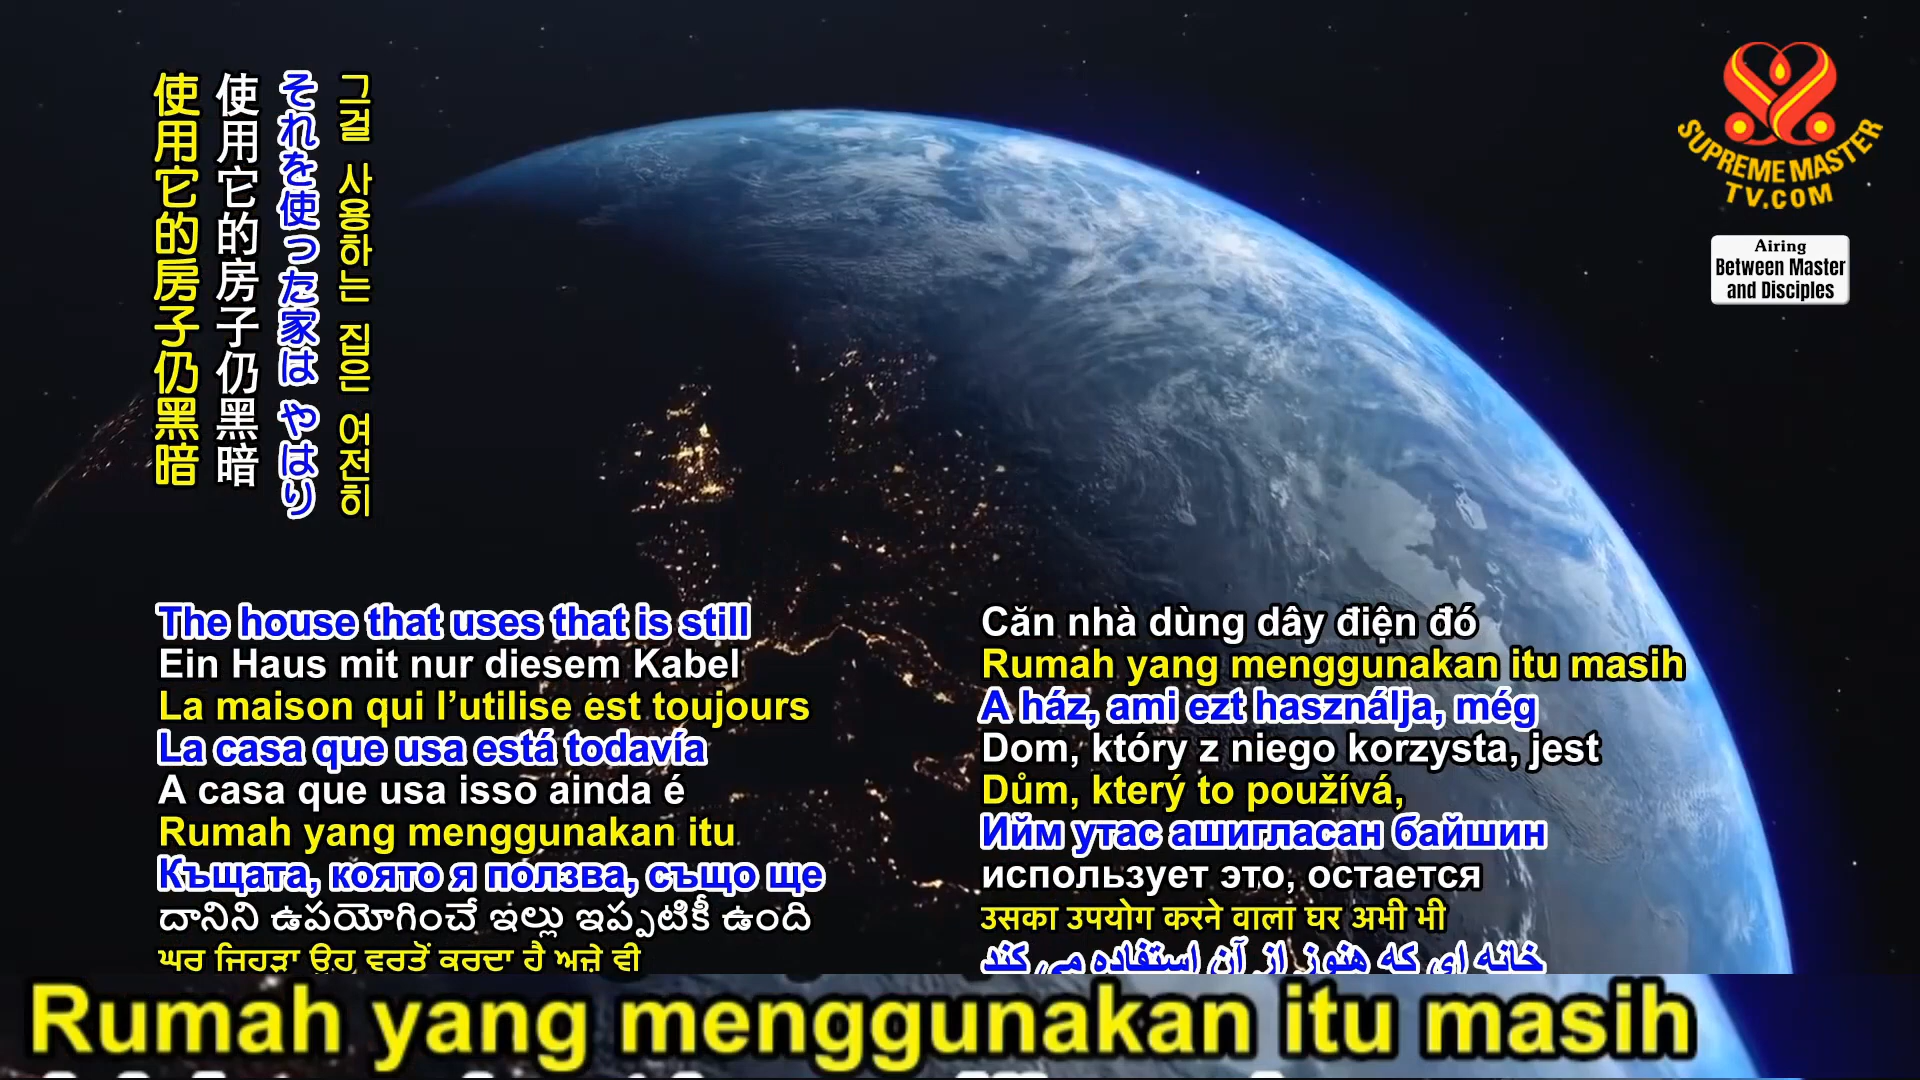 使用它的房子仍黑暗
使用它的房子仍黑暗
それを使った家は やはり
그걸 사용하는 집은 여전히
SUPREME MASTER
TV.COM
Airing
Between Master
and Disciples
The house that uses that is still
Ein Haus mit nur diesem Kabel
La maison qui l’utilise est toujours
La casa que usa está todavía
A casa que usa isso ainda é
Rumah yang menggunakan itu
Къщата, която я ползва, също ще
దానిని ఉపయోగించే ఇల్లు ఇప్పటికీ ఉంది
ਘਰ ਜਿਹੜਾ ਉਹ ਵਰਤੋਂ ਕਰਦਾ ਹੈ ਅਜੇ ਵੀ
Căn nhà dùng dây điện đó
Rumah yang menggunakan itu masih
A ház, ami ezt használja, még
Dom, który z niego korzysta, jest
Dům, který to používá,
Ийм утас ашигласан байшин
использует это, остается
उसका उपयोग करने वाला घर अभी भी
خانه ای که هنوز از آن استفاده می کند
Rumah yang menggunakan itu masih